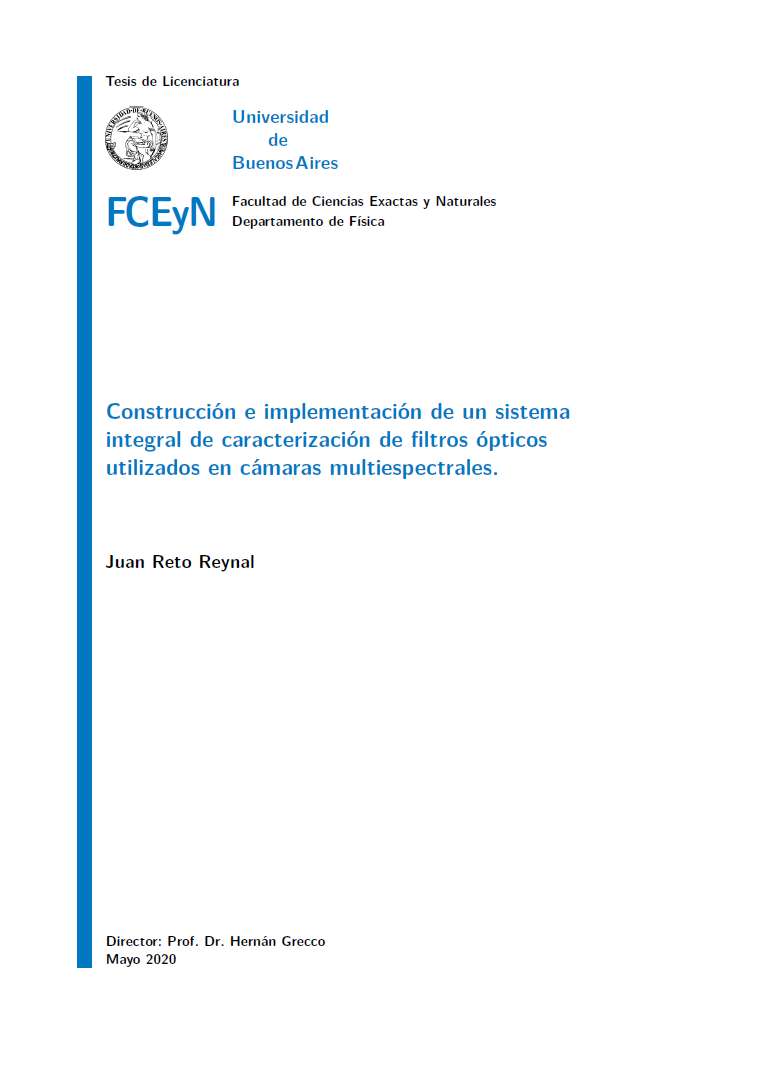 Tesis de Licenciatura
Universidad
de
Buenos Aires
FCEyN
Facultad de Ciencias Exactas y Naturales
Departamento de Física
Construcción e implementación de un sistema
integral de caracterización de filtros ópticos
utilizados en cámaras multiespectrales.
Juan Reto Reynal
Director: Prof. Dr. Hernán Grecco
Mayo 2020